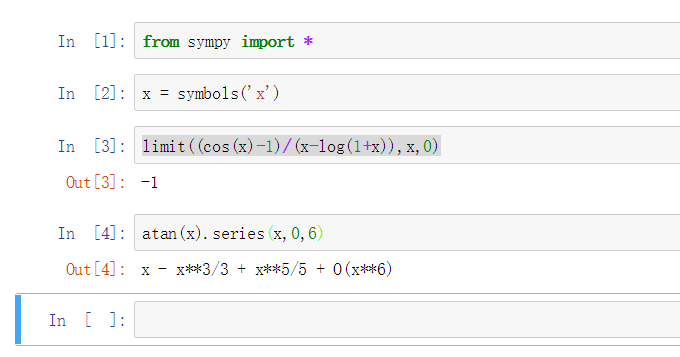 In [1]: from sympy import *
In [2]: x = symbols('x')
In [3]: limit((cos(x)-1)/(x-log(1+x)),x,0)
Out[3]: -1
In [4]: atan(x).series(x,0,6)
Out[4]: x - x**3/3 + x**5/5 + O(x**6)
In [ ]: